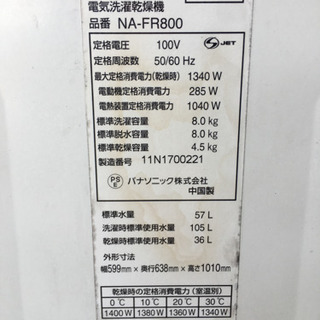 電気洗濯乾燥機
品番 NA-FR800
定格電圧 100V
JET
定格周波数 50/60 Hz
最大定格消費電力(乾燥時) 1340 W
電動機定格消費電力 285 W
電熱装置定格消費電力 1040 W
標準洗濯容量 8.0 kg
標準脱水容量 8.0 kg
標準乾燥容量 4.5 kg
製造番号 11N1700221
PS E
パナソニック株式会社
中国製
標準水量 57 L
洗濯時標準使用水量 105 L
乾燥時標準使用水量 36 L
外形寸法
幅599mm×奥行638mm×高さ1010mm
乾燥時の定格消費電力(室温別)
0℃ 10℃ 20℃ 30℃
1400W 1380W 1360W 1340W